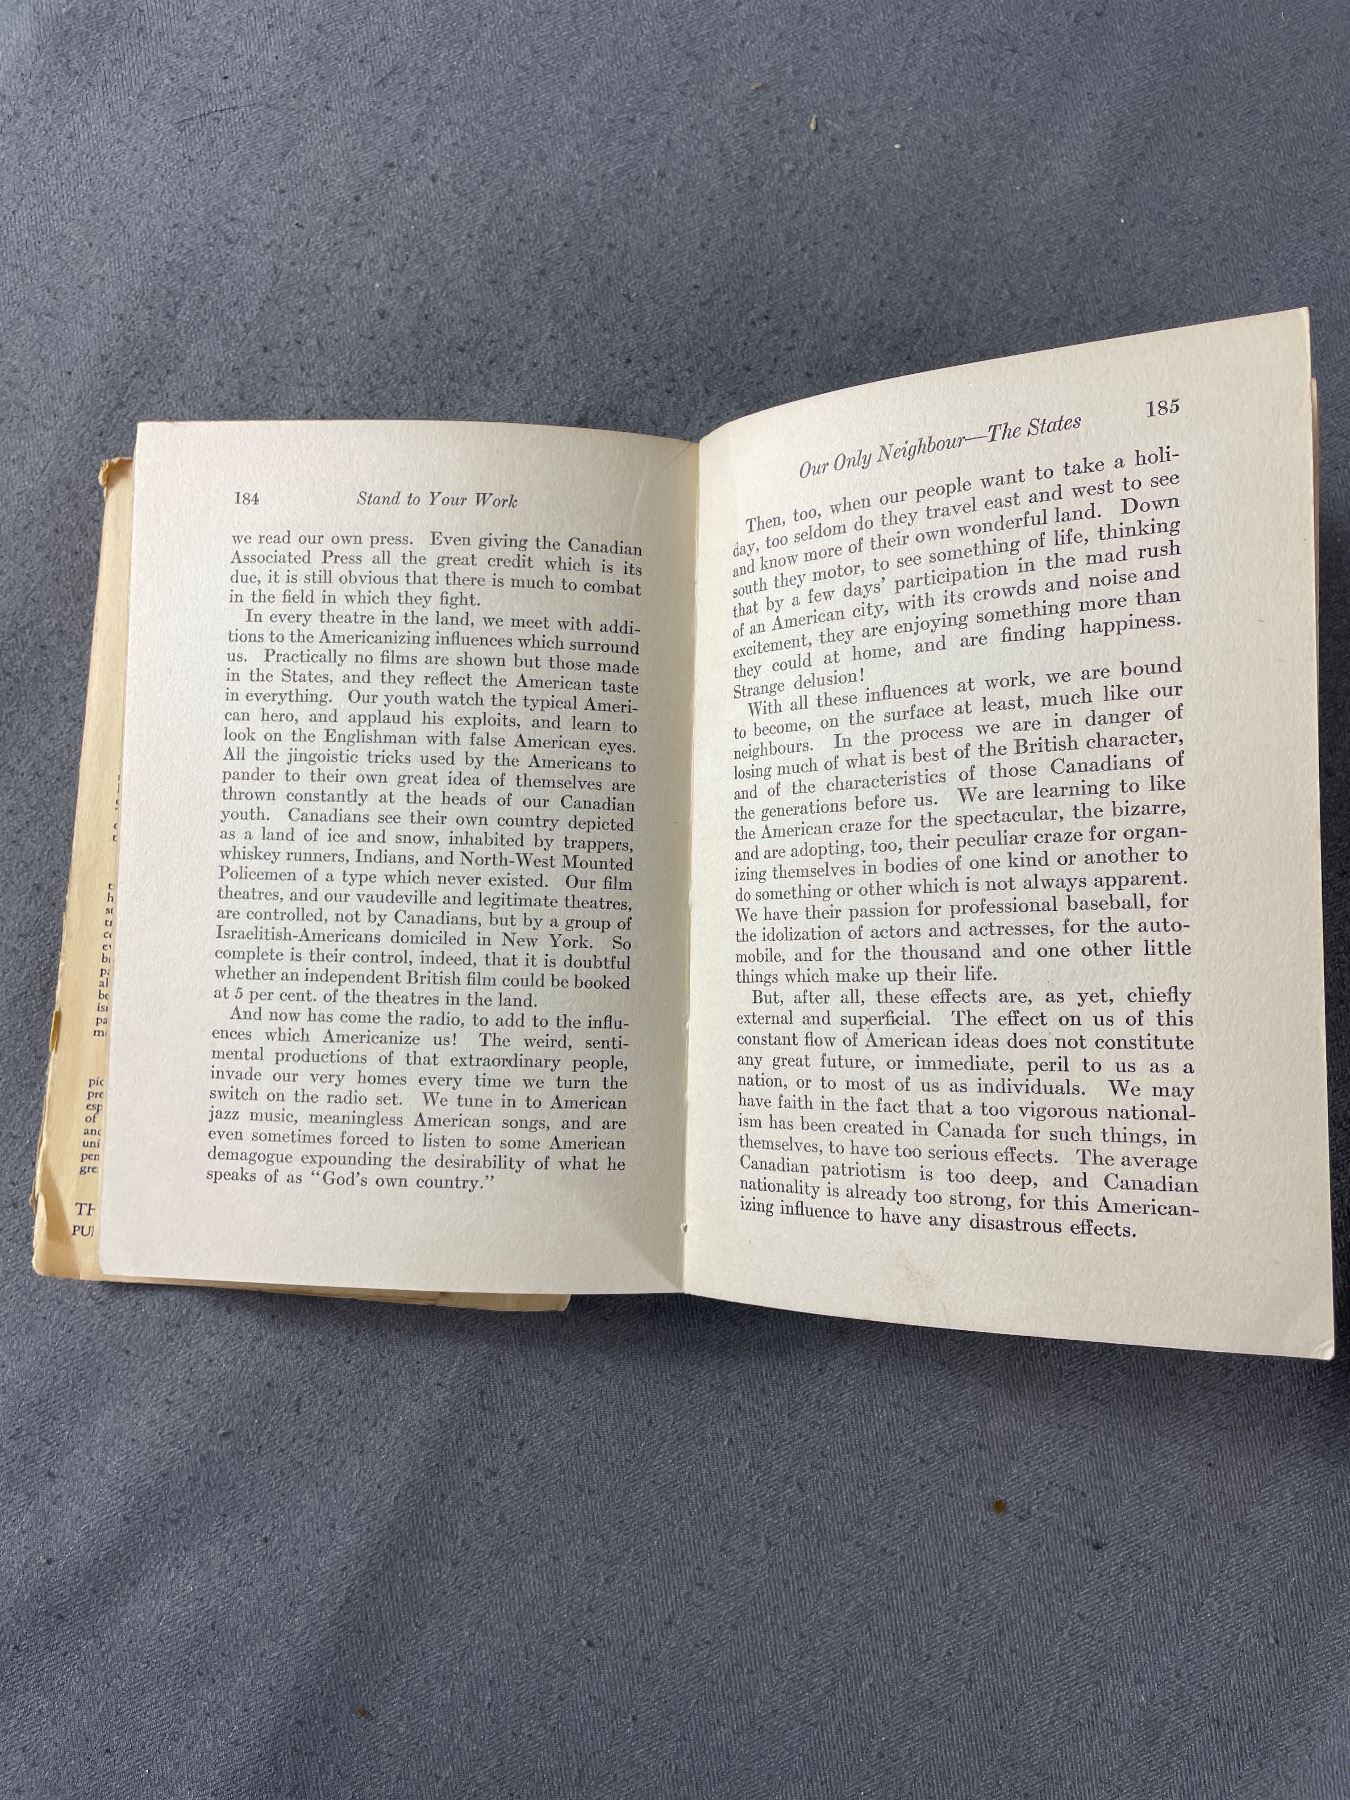 184 Stand to Your Work
we read our own press. Even giving the Canadian
Associated Press all the great credit which is its
due, it is still obvious that there is much to combat
in the field in which they fight.
In every theatre in the land, we meet with addi-
tions to the Americanizing influences which surround
us. Practically no films are shown but those made
in the States, and they reflect the American taste
in everything. Our youth watch the typical Ameri-
can hero, and applaud his exploits, and learn to
look on the Englishman with false American eyes.
All the jingoistic tricks used by the Americans to
pander to their own great idea of themselves are
thrown constantly at the heads of our Canadian
youth. Canadians see their own country depicted
as a land of ice and snow, inhabited by trappers,
whiskey runners, Indians, and North-West Mounted
Policemen of a type which never existed. Our film
theatres, and our vaudeville and legitimate theatres,
are controlled, not by Canadians, but by a group of
Israelitish-Americans domiciled in New York. So
complete is their control, indeed, that it is doubtful
whether an independent British film could be booked
at 5 per cent. of the theatres in the land.
And now has come the radio, to add to the influ-
ences which Americanize us! The weird, senti-
mental productions of that extraordinary people,
invade our very homes every time we turn the
switch on the radio set. We tune in to American
jazz music, meaningless American songs, and are
even sometimes forced to listen to some American
demagogue expounding the desirability of what he
speaks of as "God's own country."
Our Only Neighbour—The States 185
Then, too, when our people want to take a holi-
day, too seldom do they travel east and west to see
and know more of their own wonderful land. Down
south they motor, to see something of life, thinking
that by a few days' participation in the mad rush
of an American city, with its crowds and noise and
excitement, they are enjoying something more than
they could at home, and are finding happiness.
Strange delusion!
With all these influences at work, we are bound
to become, on the surface at least, much like our
neighbours. In the process we are in danger of
losing much of what is best of the British character,
and of the characteristics of those Canadians of
the generations before us. We are learning to like
the American craze for the spectacular, the bizarre,
and are adopting, too, their peculiar craze for organ-
izing themselves in bodies of one kind or another to
do something or other which is not always apparent.
We have their passion for professional baseball, for
the idolization of actors and actresses, for the auto-
mobile, and for the thousand and one other little
things which make up their life.
But, after all, these effects are, as yet, chiefly
external and superficial. The effect on us of this
constant flow of American ideas does not constitute
any great future, or immediate, peril to us as a
nation, or to most of us as individuals. We may
have faith in the fact that a too vigorous national-
ism has been created in Canada for such things, in
themselves, to have too serious effects. The average
Canadian patriotism is too deep, and Canadian
nationality is already too strong, for this American-
izing influence to have any disastrous effects.
pic
pre
esp
of
and
uni
pen
gre
TH
PU